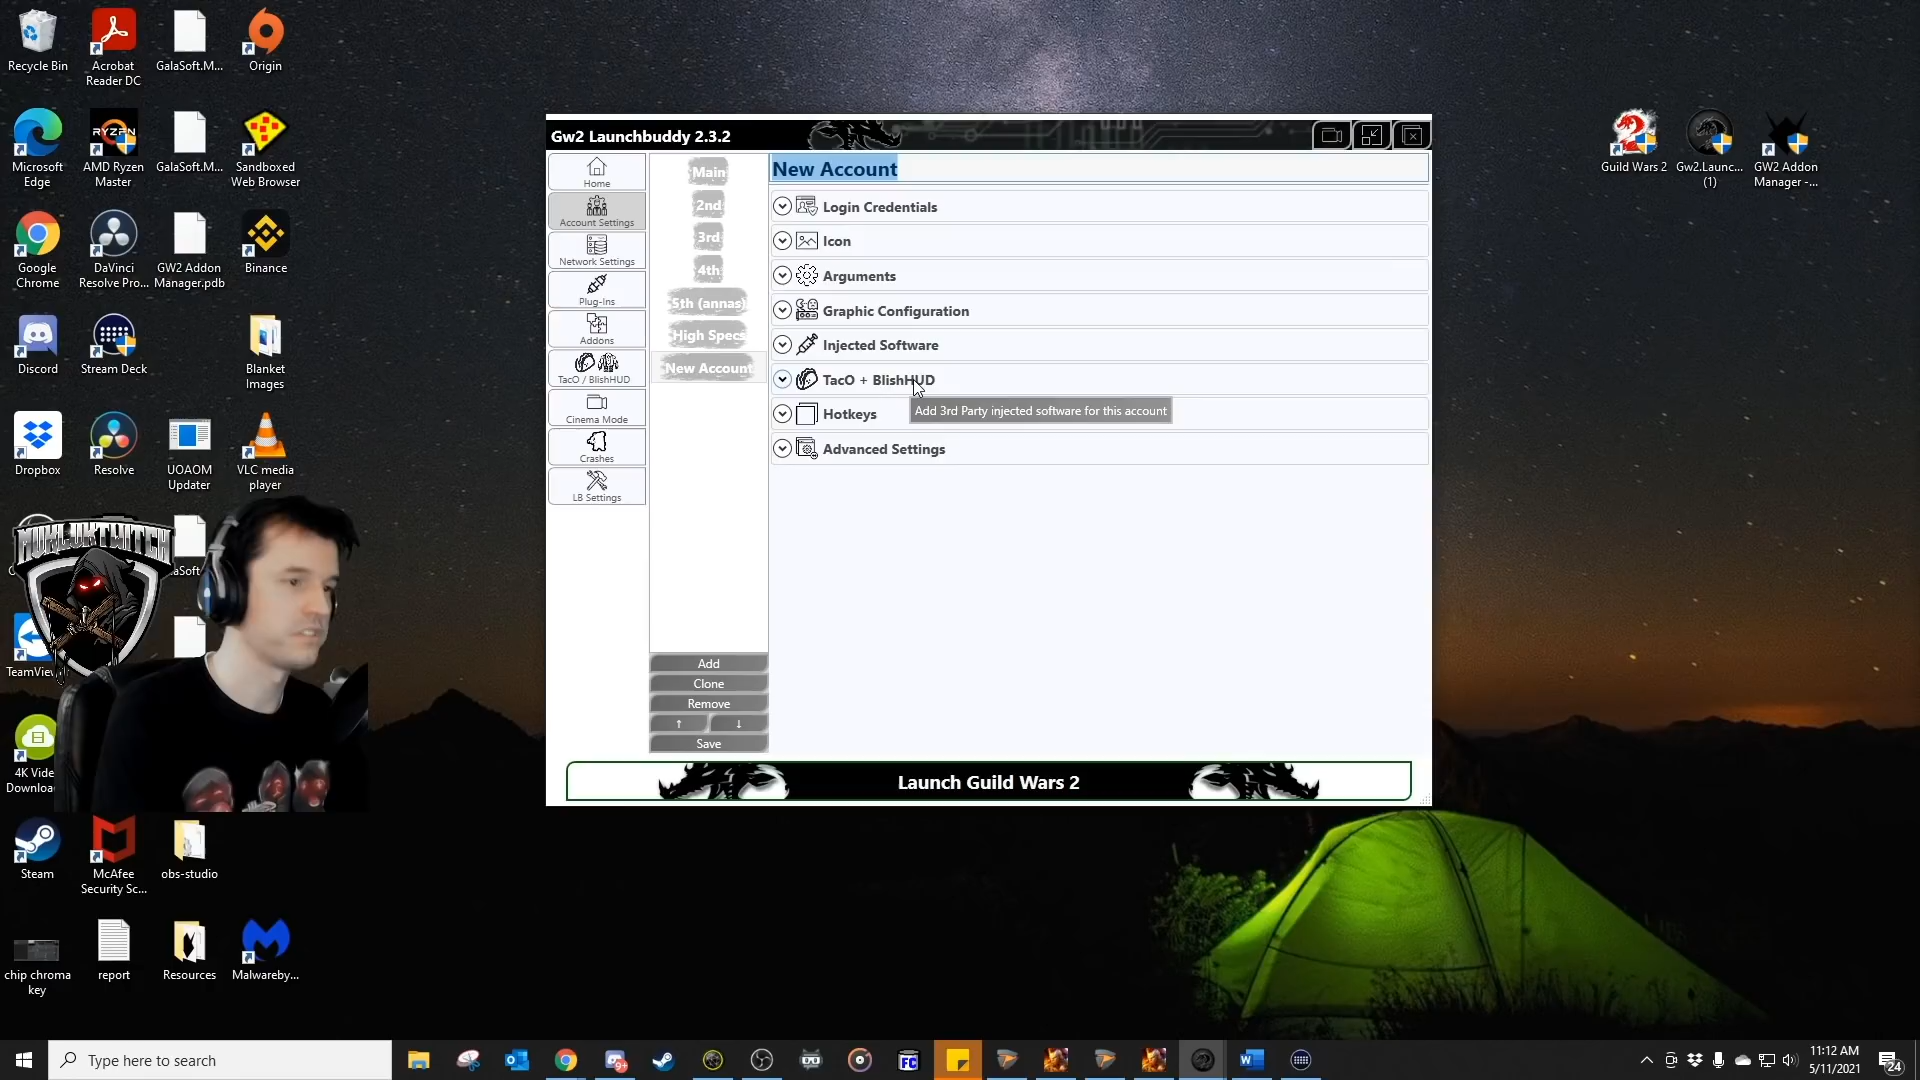 Recycle Bin
Acrobat
Reader DC
GalaSoft.M...
Origin
Microsoft
Edge
RYZEN
AMD Ryzen
Master
GalaSoft.M...
Sandboxed
Web Browser
Google
Chrome
DaVinci
Resolve Pro...
GW2 Addon
Manager.pdb
Binance
Discord
Stream Deck
Blanket
Images
Dropbox
Resolve
UOAOM
Updater
VLC media
player
MUKLUKTWITCH
TeamView
4K Vide
Downloa
Steam
McAfee
Security Sc...
obs-studio
chip chroma
key
report
Resources
Malwareby...
Gw2 Launchbuddy 2.3.2
Home
Account Settings
Network Settings
Plug-Ins
Addons
TacO / BlishHUD
Cinema Mode
Crashes
LB Settings
Main
2nd
3rd
4th
5th (annas)
High Specs
New Account
Add
Clone
Remove
↑ ↓
Save
New Account
Login Credentials
Icon
Arguments
Graphic Configuration
Injected Software
TacO + BlishHUD
Hotkeys
Add 3rd Party injected software for this account
Advanced Settings
Launch Guild Wars 2
Guild Wars 2
Gw2.Launc...
(1)
GW2 Addon
Manager -...
Type here to search
9+
FC
11:12 AM
5/11/2021
24